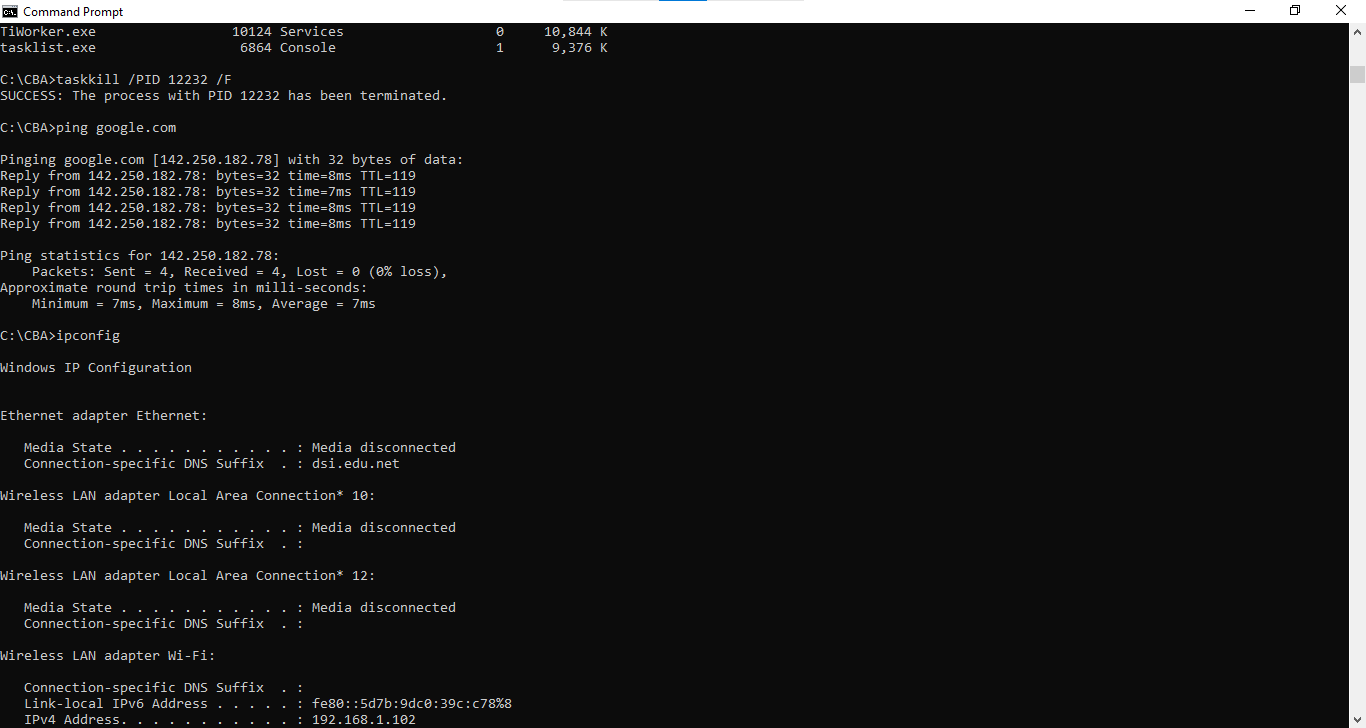 Command Prompt
TiWorker.exe                 10124 Services                   0     10,844 K
tasklist.exe                  6864 Console                    1      9,376 K
C:\CBA>taskkill /PID 12232 /F
SUCCESS: The process with PID 12232 has been terminated.
C:\CBA>ping google.com
Pinging google.com [142.250.182.78] with 32 bytes of data:
Reply from 142.250.182.78: bytes=32 time=8ms TTL=119
Reply from 142.250.182.78: bytes=32 time=7ms TTL=119
Reply from 142.250.182.78: bytes=32 time=8ms TTL=119
Reply from 142.250.182.78: bytes=32 time=8ms TTL=119
Ping statistics for 142.250.182.78:
    Packets: Sent = 4, Received = 4, Lost = 0 (0% loss),
Approximate round trip times in milli-seconds:
    Minimum = 7ms, Maximum = 8ms, Average = 7ms
C:\CBA>ipconfig
Windows IP Configuration
Ethernet adapter Ethernet:
   Media State . . . . . . . . . . . : Media disconnected
   Connection-specific DNS Suffix  . : dsi.edu.net
Wireless LAN adapter Local Area Connection* 10:
   Media State . . . . . . . . . . . : Media disconnected
   Connection-specific DNS Suffix  . :
Wireless LAN adapter Local Area Connection* 12:
   Media State . . . . . . . . . . . : Media disconnected
   Connection-specific DNS Suffix  . :
Wireless LAN adapter Wi-Fi:
   Connection-specific DNS Suffix  . :
   Link-local IPv6 Address . . . . . : fe80::5d7b:9dc0:39c:c78%8
   IPv4 Address. . . . . . . . . . . : 192.168.1.102